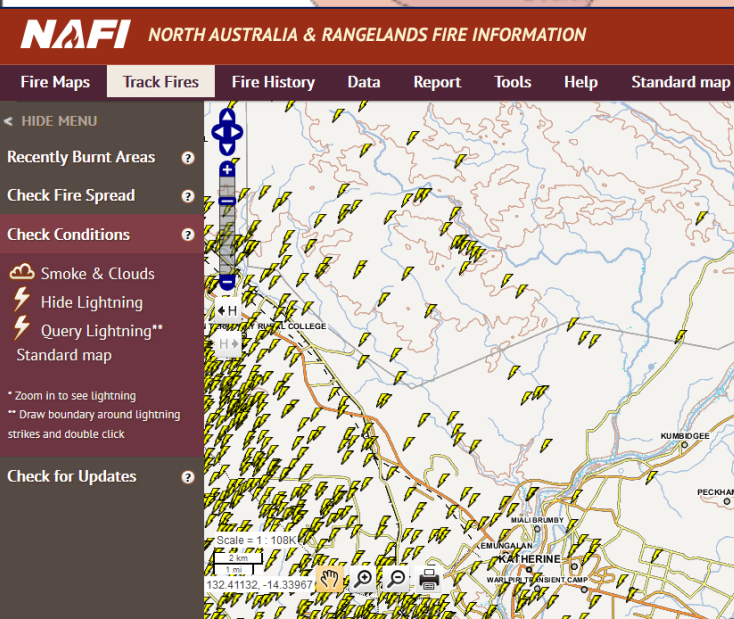 NAFI NORTH AUSTRALIA & RANGELANDS FIRE INFORMATION
Fire Maps Track Fires Fire History Data Report Tools Help Standard map
< HIDE MENU
Recently Burnt Areas ?
Check Fire Spread ?
Check Conditions ?
Smoke & Clouds
Hide Lightning
Query Lightning**
Standard map
* Zoom in to see lightning
** Draw boundary around lightning
strikes and double click
Check for Updates ?
H
RURAL COLLEGE
H
KUMBIDGEE
PECKHAM
MIALI BRUMBY
EMUNGALAN
KATHERINE
WARLPIRI TRANSIENT CAMP
Scale = 1 : 108K
2 km
1 mi
132.41132, -14.33967